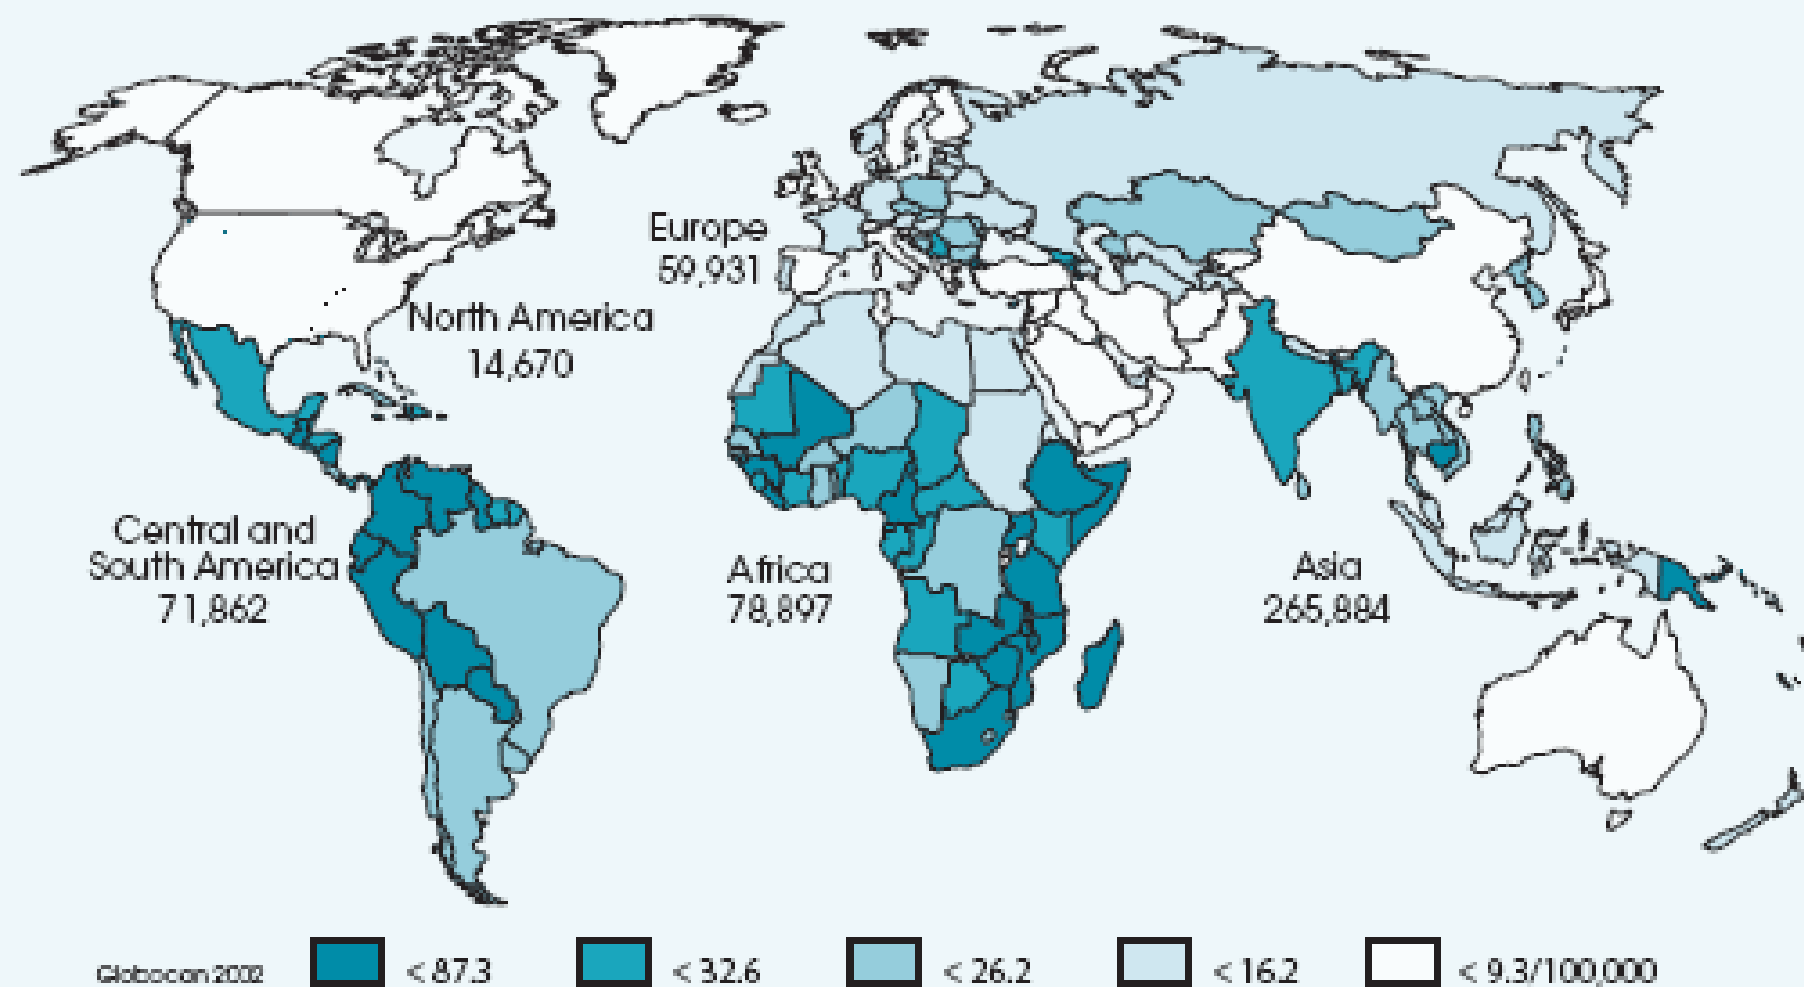 Europe
59,931
North America
14,670
Central and
South America
71,862
Africa
78,897
Asia
265,884
Globocan 2002
< 87.3
< 32.6
< 26.2
< 16.2
< 9.3/100,000